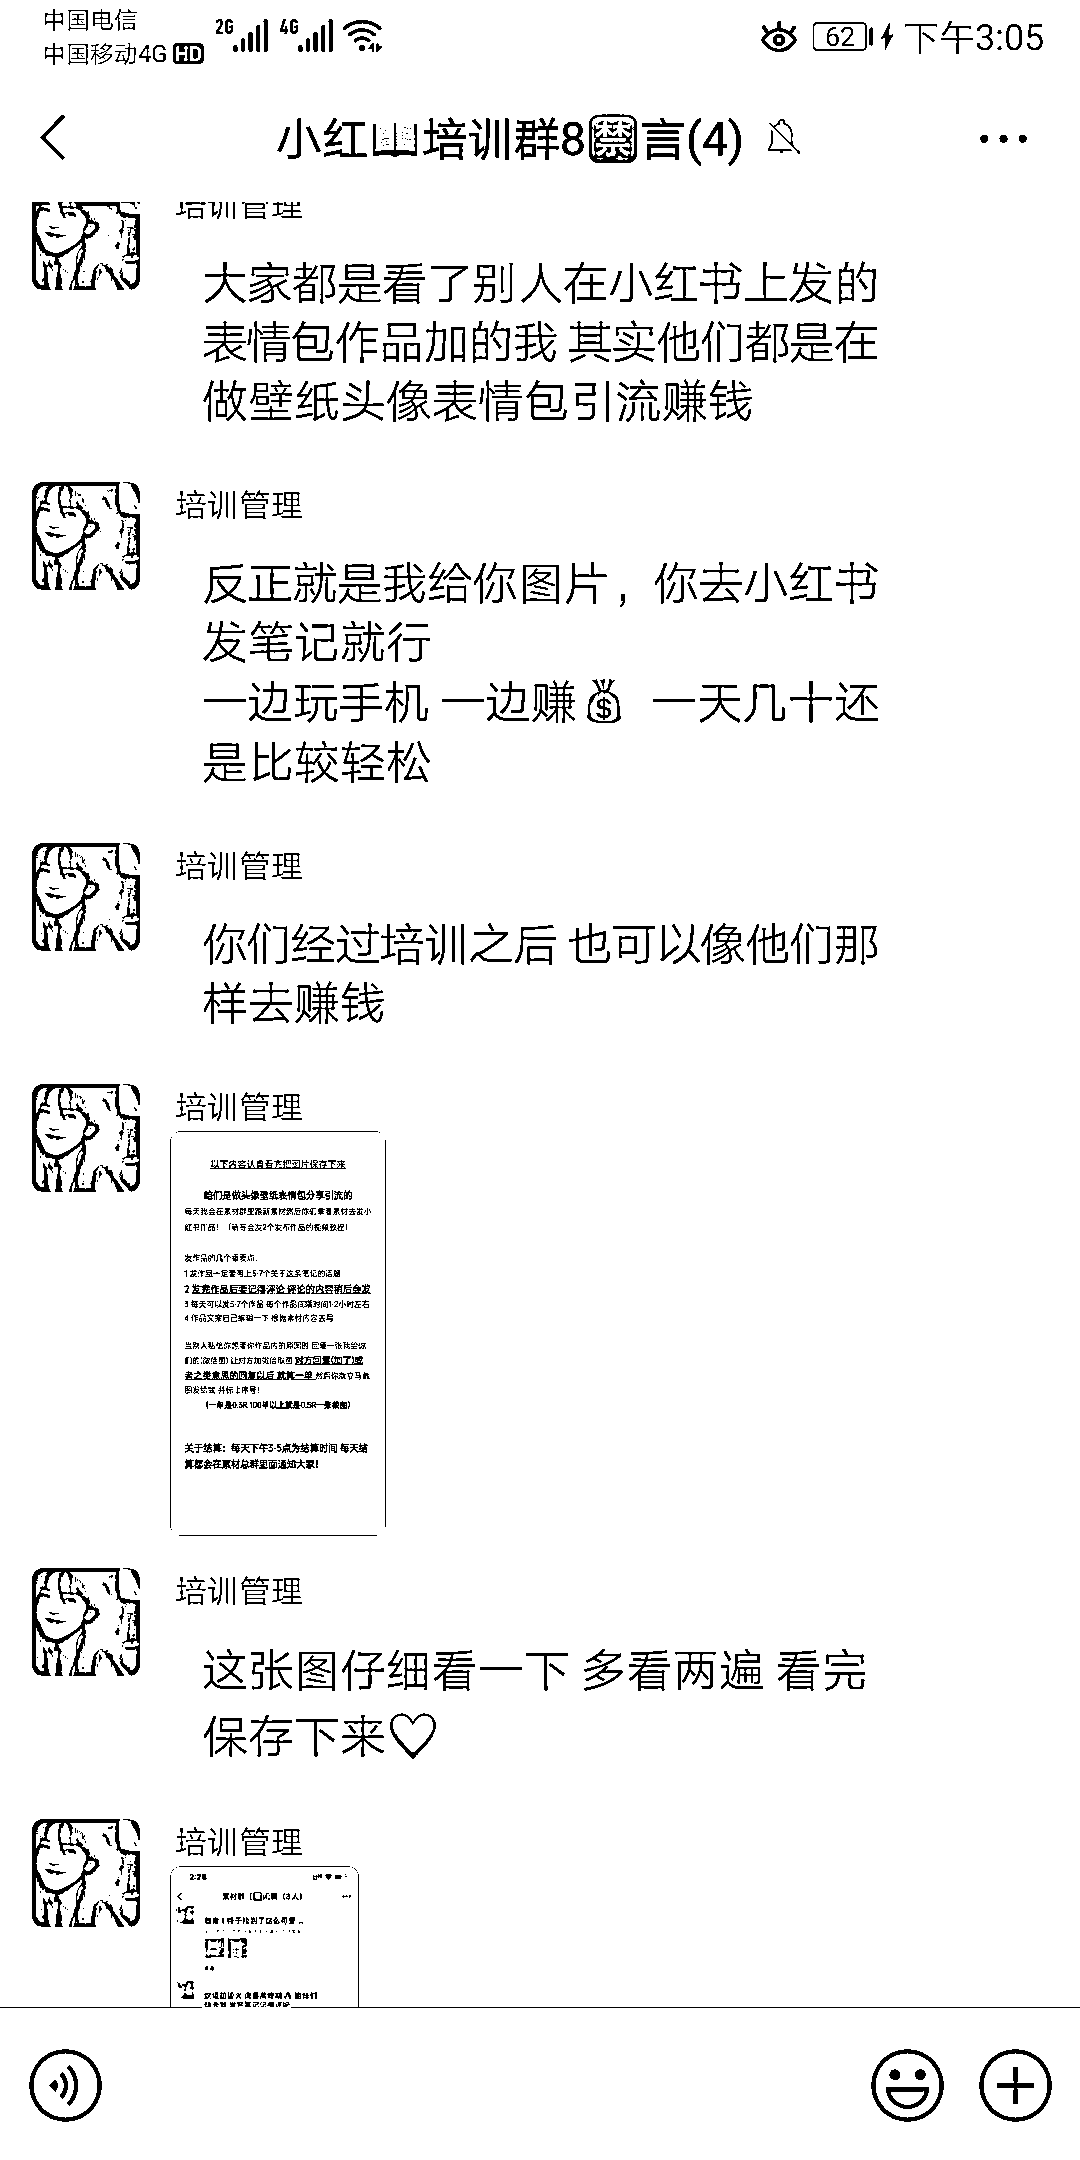 中国电信
中国移动4G HD
2G 4G 62 下午3:05
小红📖培训群8🈲言(4)
培训管理
大家都是看了别人在小红书上发的
表情包作品加的我 其实他们都是在
做壁纸头像表情包引流赚钱
培训管理
反正就是我给你图片，你去小红书
发笔记就行
一边玩手机 一边赚💰 一天几十还
是比较轻松
培训管理
你们经过培训之后 也可以像他们那
样去赚钱
培训管理
以下内容认真看完把图片保存下来
咱们是做头像壁纸表情包分享引流的
发作品的几个重要点:
2 发完作品后要记得评论 评论的内容稍后会发
3 每天可以发5-7个作品 每个作品间隔时间1-2小时左右
(一单是0.3R 100单以上就是0.5R一张截图)
关于结算：每天下午3-5点为结算时间 每天结
算都会在素材总群里面通知大家!
培训管理
这张图仔细看一下 多看两遍 看完
保存下来♡
培训管理
2:28